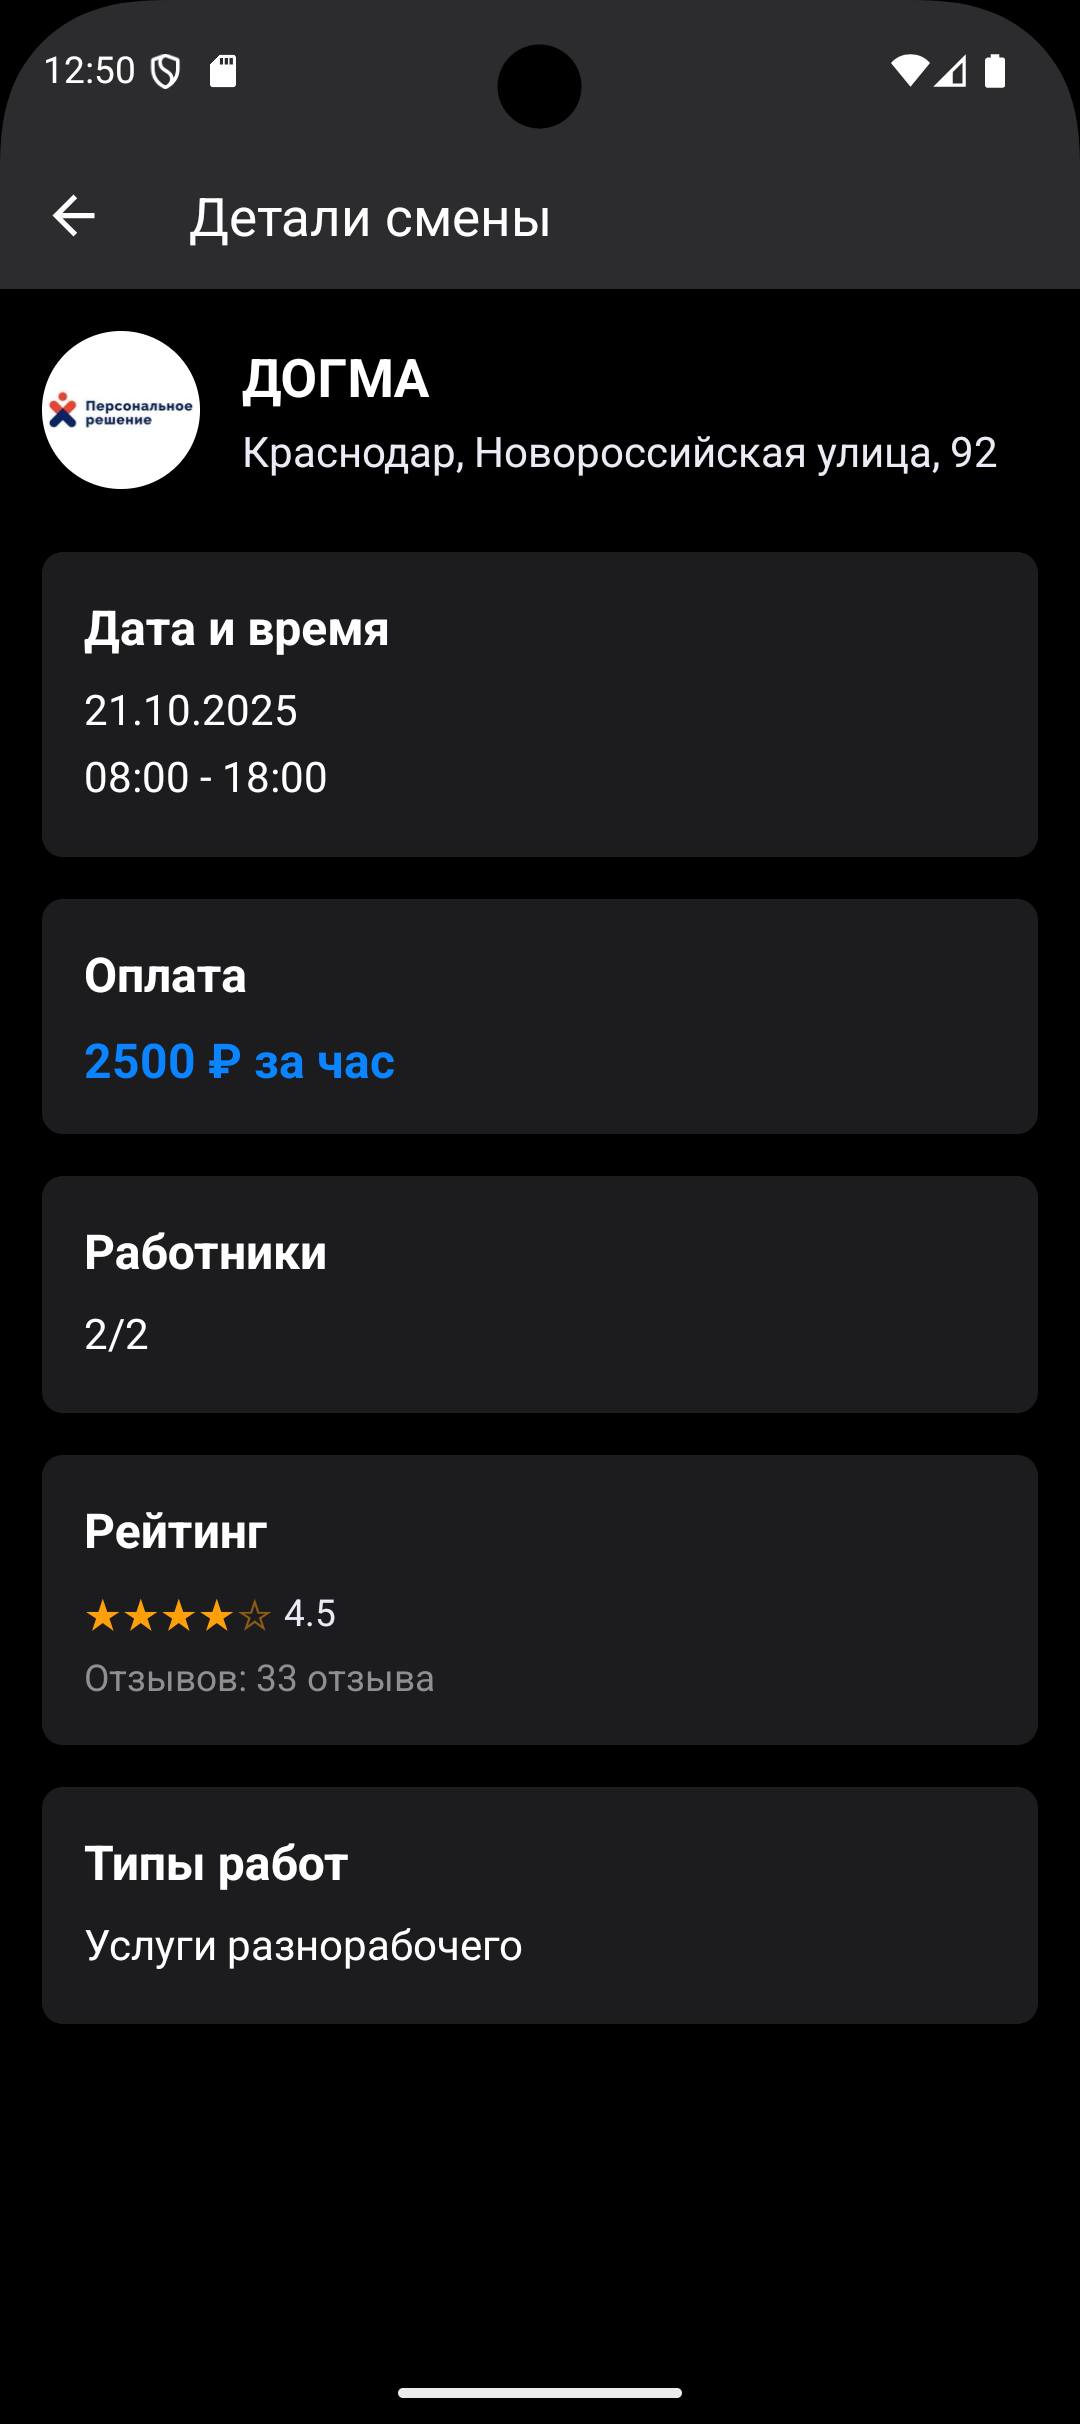 12:50
Детали смены
Персональное
решение
ДОГМА
Краснодар, Новороссийская улица, 92
Дата и время
21.10.2025
08:00 - 18:00
Оплата
2500 ₽ за час
Работники
2/2
Рейтинг
★★★★☆ 4.5
Отзывов: 33 отзыва
Типы работ
Услуги разнорабочего